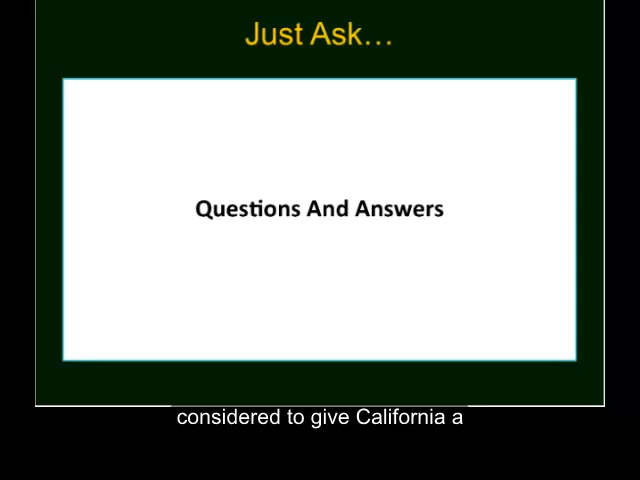 Just Ask…
Questions And Answers
considered to give California a